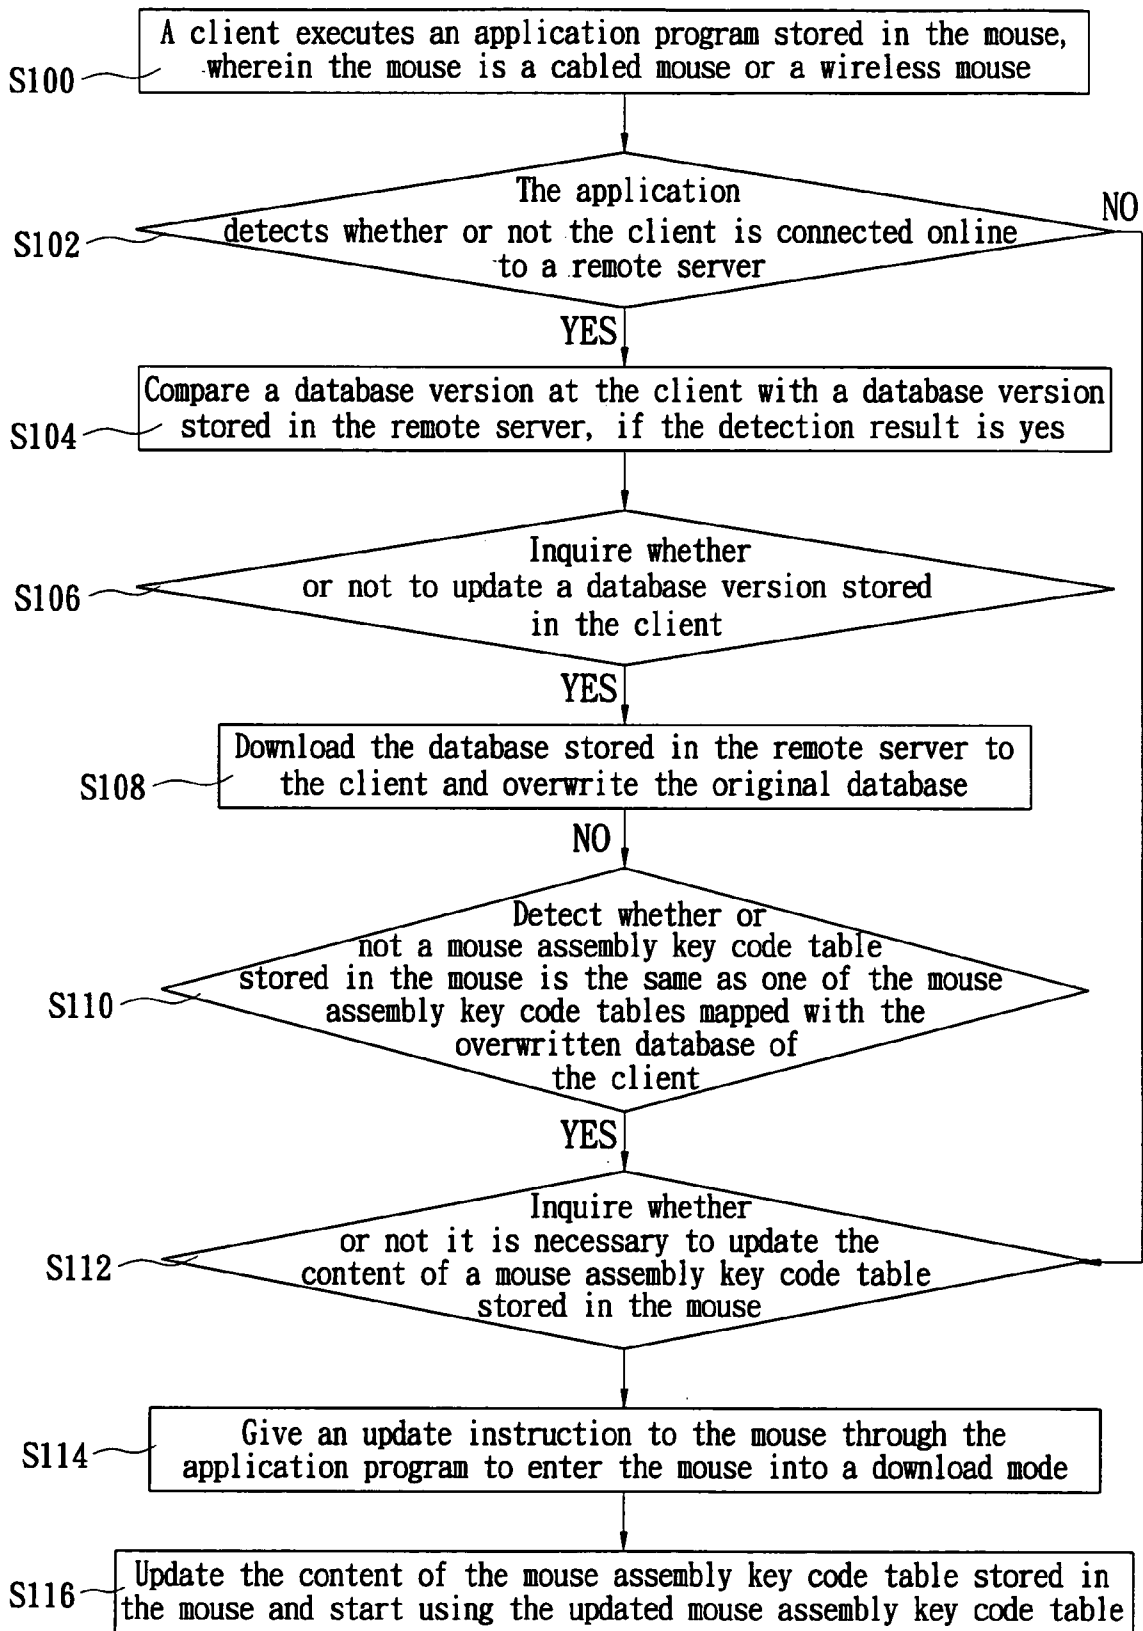 A client executes an application program stored in the mouse,
wherein the mouse is a cabled mouse or a wireless mouse
S100
The application
detects whether or not the client is connected online
to a remote server
S102
NO
YES
Compare a database version at the client with a database version
stored in the remote server, if the detection result is yes
S104
Inquire whether
or not to update a database version stored
in the client
S106
YES
Download the database stored in the remote server to
the client and overwrite the original database
S108
NO
Detect whether or
not a mouse assembly key code table
stored in the mouse is the same as one of the mouse
assembly key code tables mapped with the
overwritten database of
the client
S110
YES
Inquire whether
or not it is necessary to update the
content of a mouse assembly key code table
stored in the mouse
S112
Give an update instruction to the mouse through the
application program to enter the mouse into a download mode
S114
Update the content of the mouse assembly key code table stored in
the mouse and start using the updated mouse assembly key code table
S116